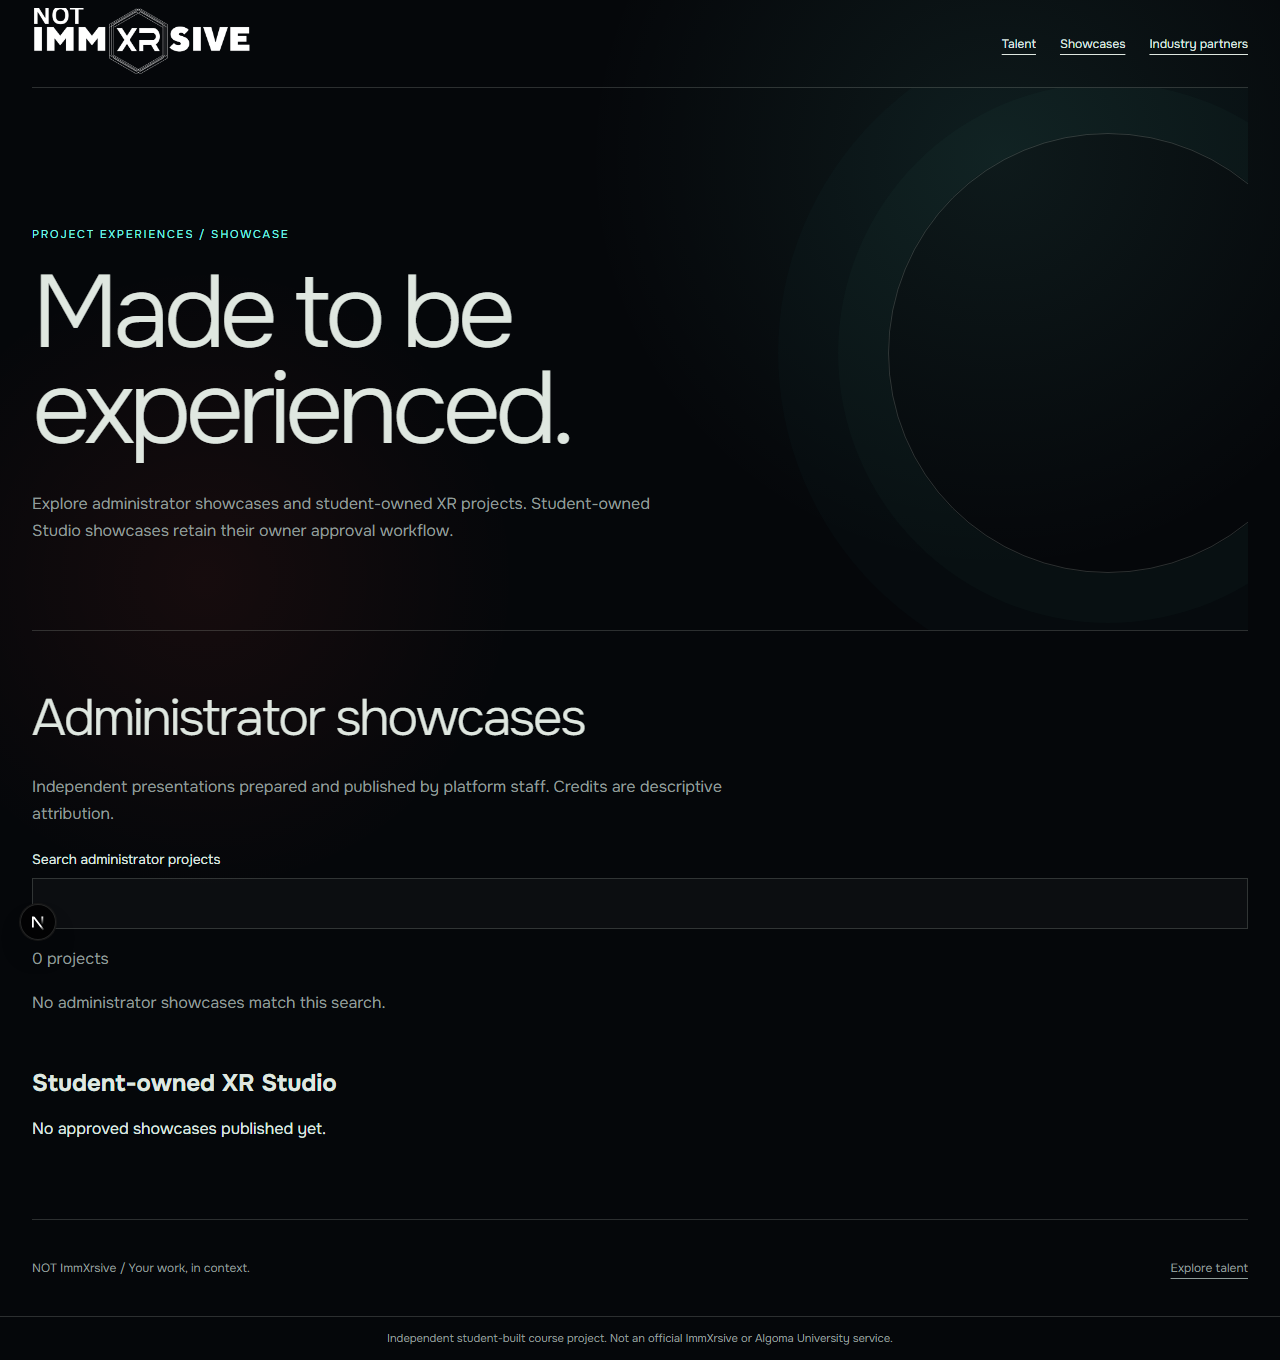 NOT
IMMXRSIVE
Talent
Showcases
Industry partners
PROJECT EXPERIENCES / SHOWCASE
Made to be
experienced.
Explore administrator showcases and student-owned XR projects. Student-owned
Studio showcases retain their owner approval workflow.
Administrator showcases
Independent presentations prepared and published by platform staff. Credits are descriptive
attribution.
Search administrator projects
N
0 projects
No administrator showcases match this search.
Student-owned XR Studio
No approved showcases published yet.
NOT ImmXrsive / Your work, in context.
Explore talent
Independent student-built course project. Not an official ImmXrsive or Algoma University service.